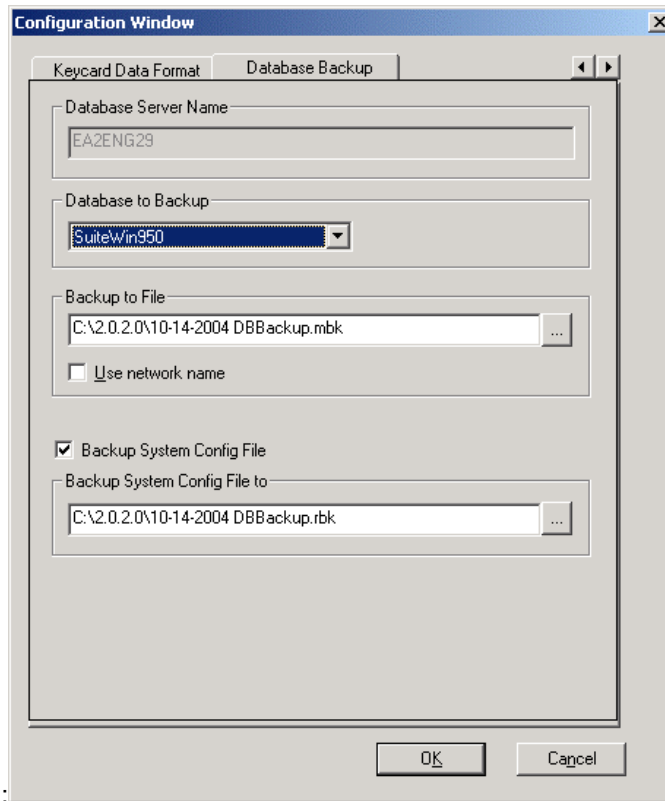 Configuration Window
Keycard Data Format
Database Backup
Database Server Name
EA2ENG29
Database to Backup
SuiteWin950
Backup to File
C:\2.0.2.0\10-14-2004 DBBackup.mbk
...
Use network name
Backup System Config File
Backup System Config File to
C:\2.0.2.0\10-14-2004 DBBackup.rbk
...
OK
Cancel
: